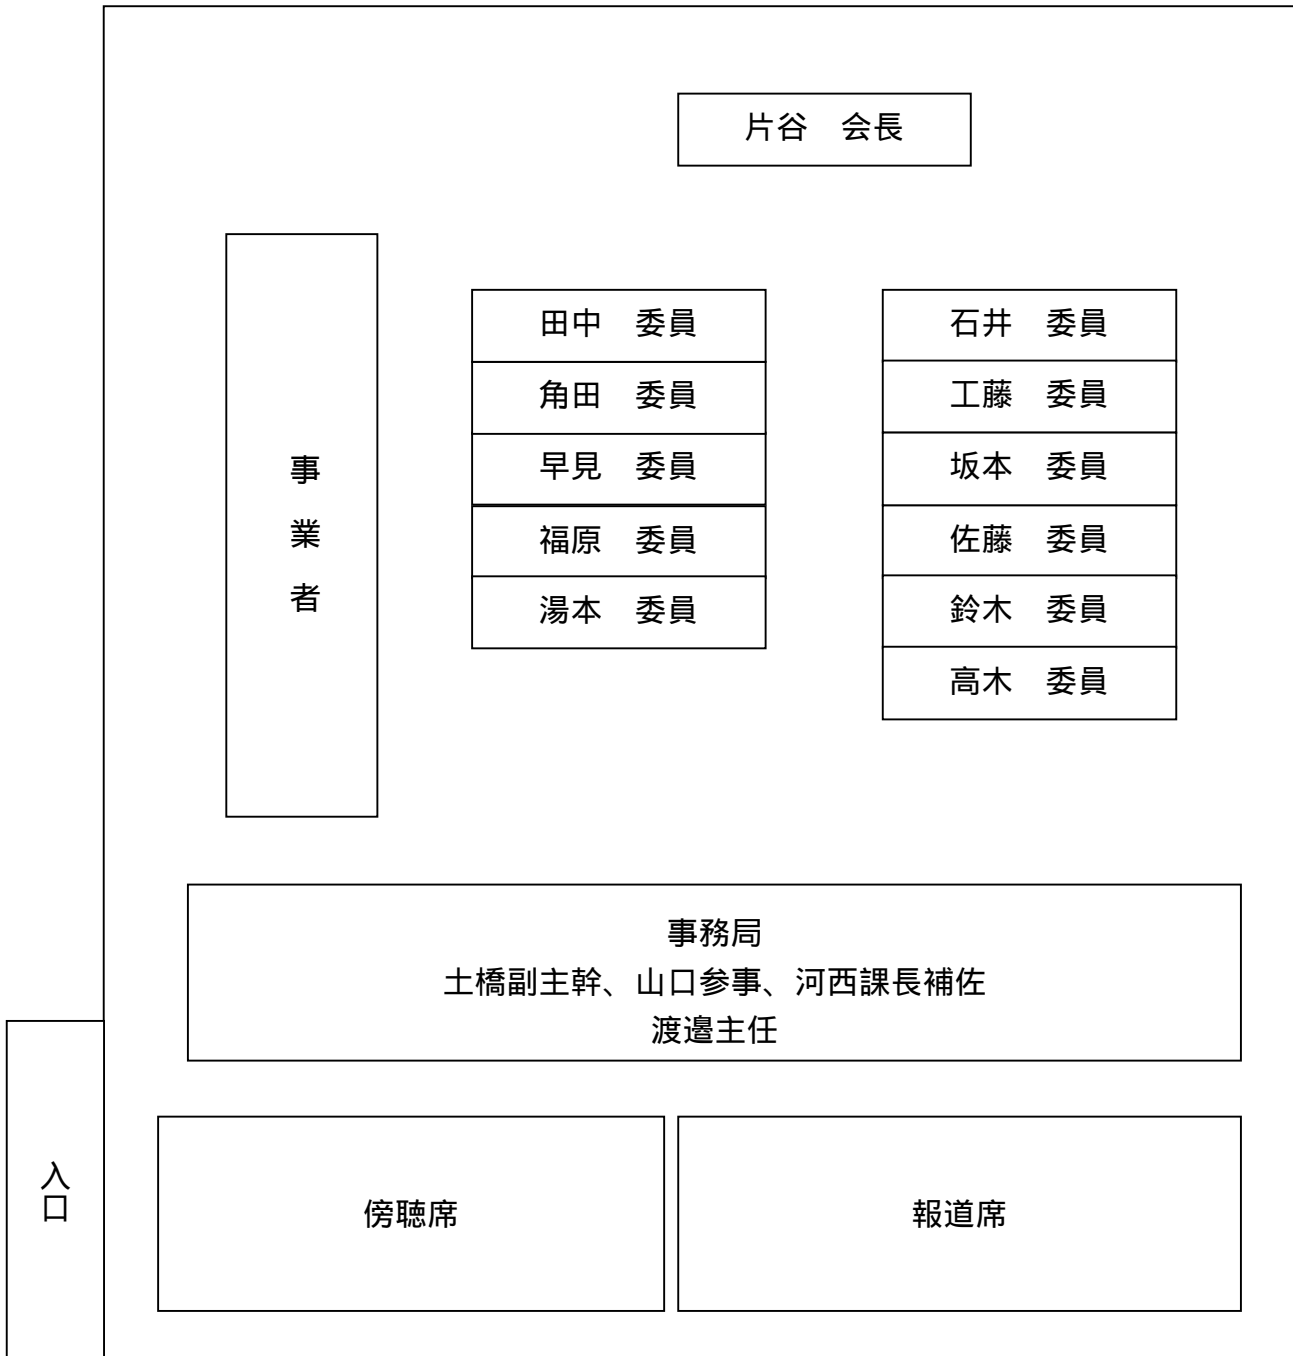 片谷　会長
事業者
田中　委員
角田　委員
早見　委員
福原　委員
湯本　委員
石井　委員
工藤　委員
坂本　委員
佐藤　委員
鈴木　委員
高木　委員
事務局
土橋副主幹、山口参事、河西課長補佐
渡邉主任
入口
傍聴席
報道席